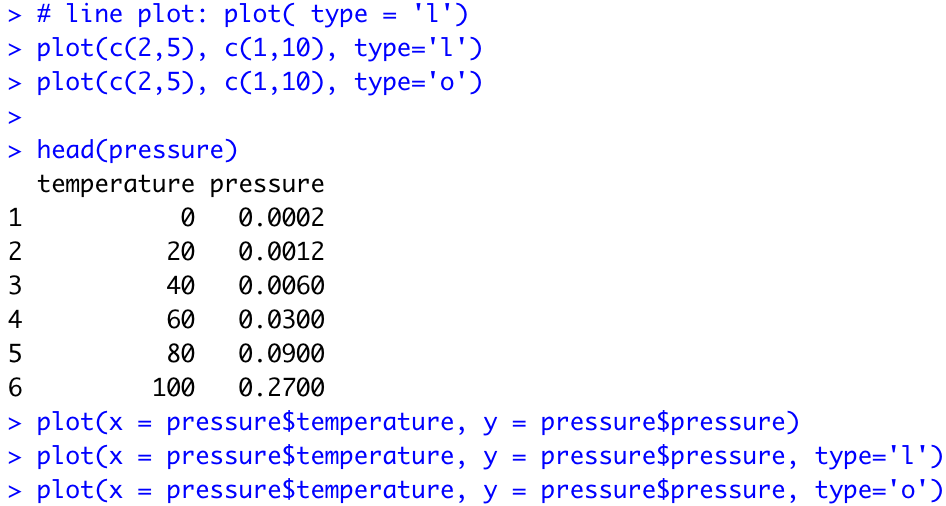 > # line plot: plot( type = 'l')
> plot(c(2,5), c(1,10), type='l')
> plot(c(2,5), c(1,10), type='o')
>
> head(pressure)
  temperature pressure
1           0   0.0002
2          20   0.0012
3          40   0.0060
4          60   0.0300
5          80   0.0900
6         100   0.2700
> plot(x = pressure$temperature, y = pressure$pressure)
> plot(x = pressure$temperature, y = pressure$pressure, type='l')
> plot(x = pressure$temperature, y = pressure$pressure, type='o')